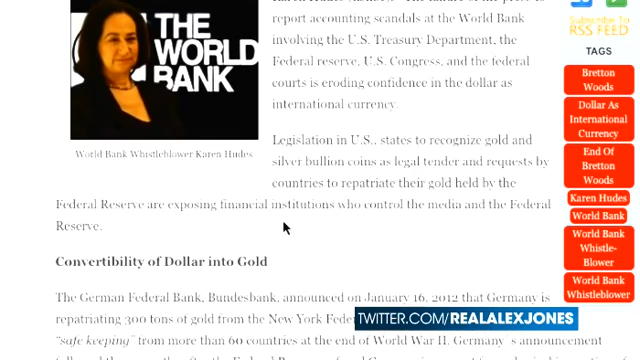 THE
WORLD
BANK
World Bank Whistleblower Karen Hudes
report accounting scandals at the World Bank
involving the U.S. Treasury Department, the
Federal reserve, U.S. Congress, and the federal
courts is eroding confidence in the dollar as
international currency.
Legislation in U.S., states to recognize gold and
silver bullion coins as legal tender and requests by
countries to repatriate their gold held by the
Federal Reserve are exposing financial institutions who control the media and the Federal
Reserve.
Convertibility of Dollar into Gold
The German Federal Bank, Bundesbank, announced on January 16, 2012 that Germany is
repatriating 300 tons of gold from the New York Federal
"safe keeping" from more than 60 countries at the end of World War II. Germany's announcement
TWITTER.COM/REALALEXJONES
Subscribe To
RSS FEED
TAGS
Bretton
Woods
Dollar As
International
Currency
End Of
Bretton
Woods
Karen Hudes
World Bank
World Bank
Whistle-
Blower
World Bank
Whistleblower